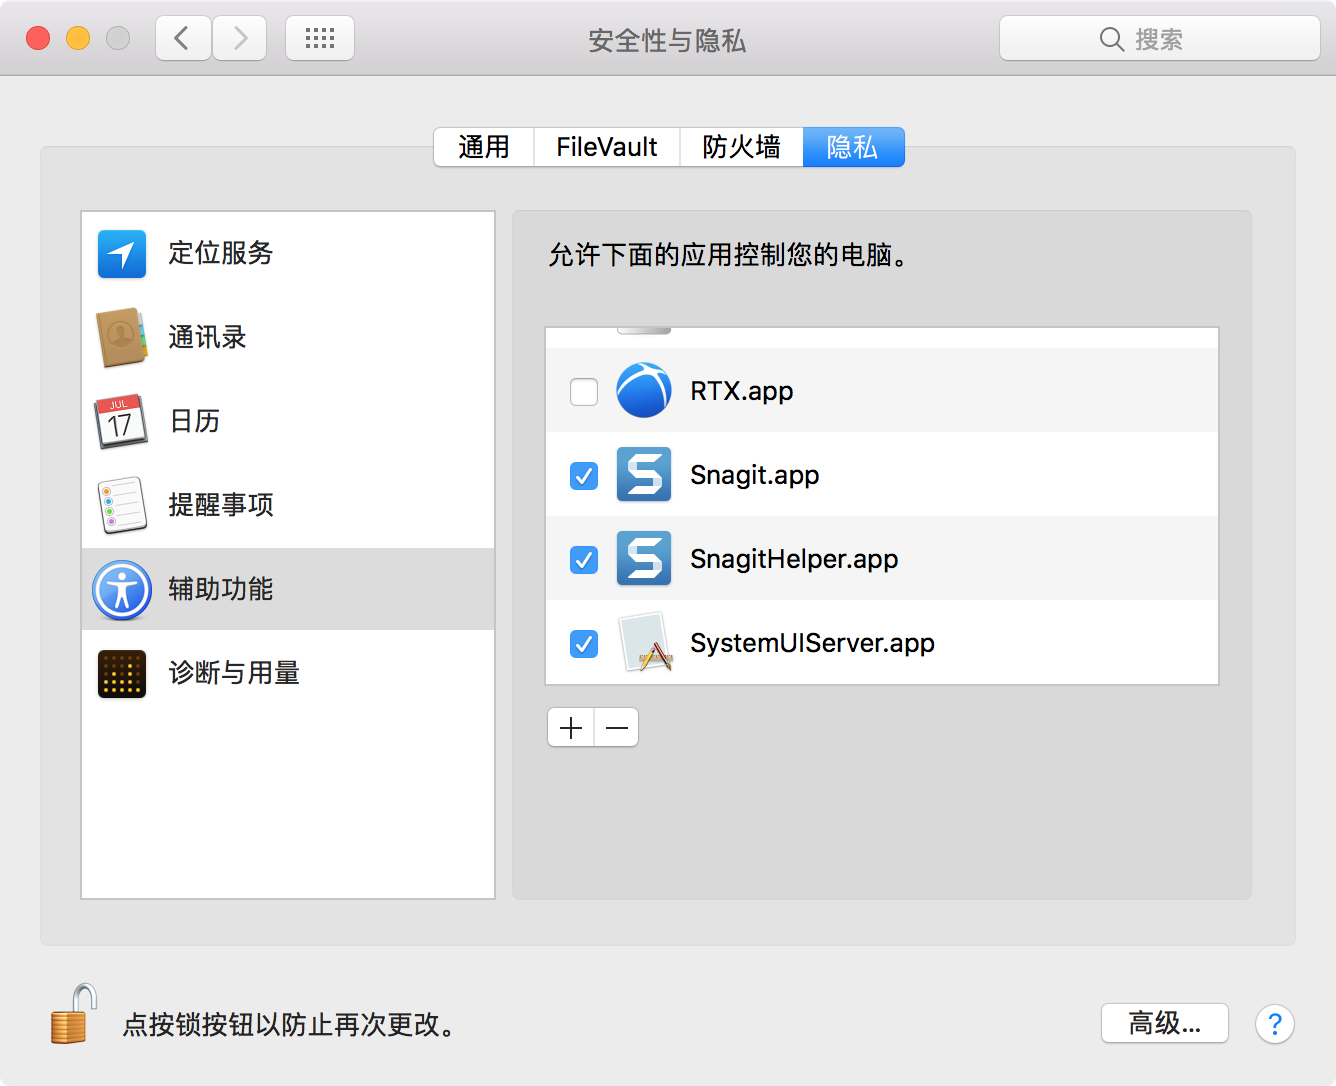 安全性与隐私
搜索
通用
FileVault
防火墙
隐私
定位服务
通讯录
JUL
17
日历
提醒事项
辅助功能
诊断与用量
允许下面的应用控制您的电脑。
RTX.app
Snagit.app
SnagitHelper.app
SystemUIServer.app
点按锁按钮以防止再次更改。
高级...
?